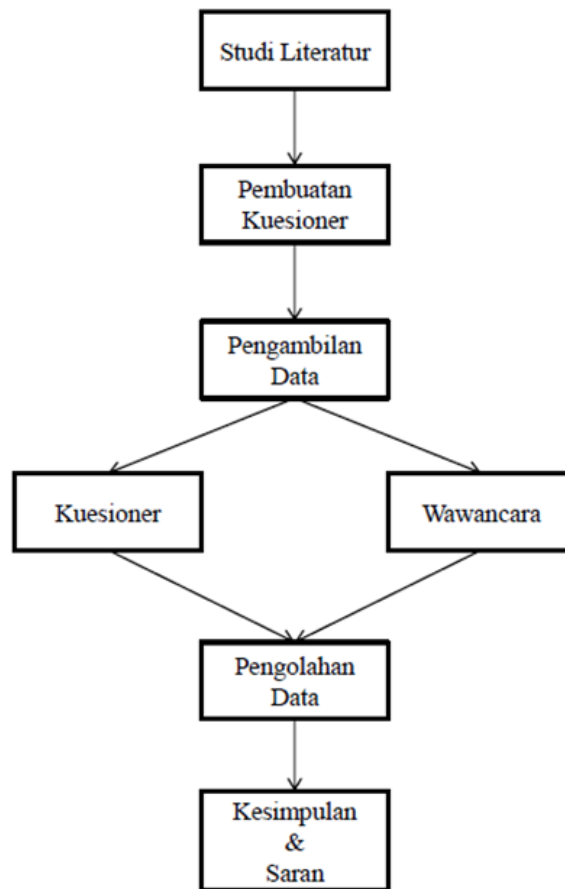 Studi Literatur
Pembuatan
Kuesioner
Pengambilan
Data
Kuesioner
Wawancara
Pengolahan
Data
Kesimpulan
&
Saran